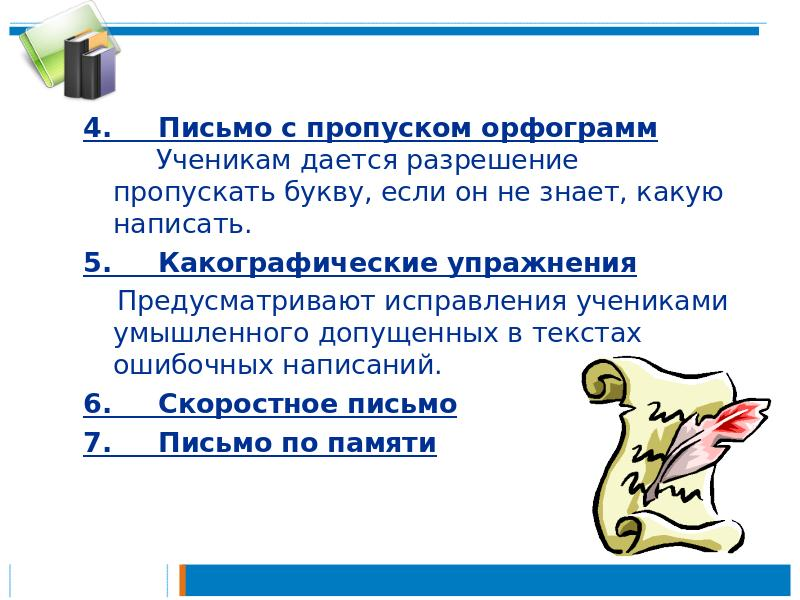 4. Письмо с пропуском орфограмм
Ученикам дается разрешение
пропускать букву, если он не знает, какую
написать.
5. Какографические упражнения
Предусматривают исправления учениками
умышленного допущенных в текстах
ошибочных написаний.
6. Скоростное письмо
7. Письмо по памяти